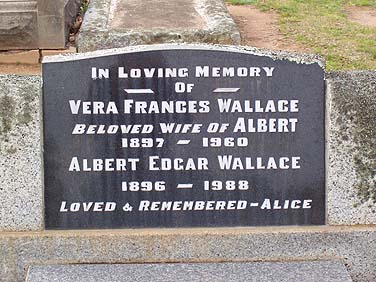 In Loving Memory
Of
Vera Frances Wallace
Beloved Wife Of Albert
1897 – 1960
Albert Edgar Wallace
1896 – 1988
Loved & Remembered – Alice